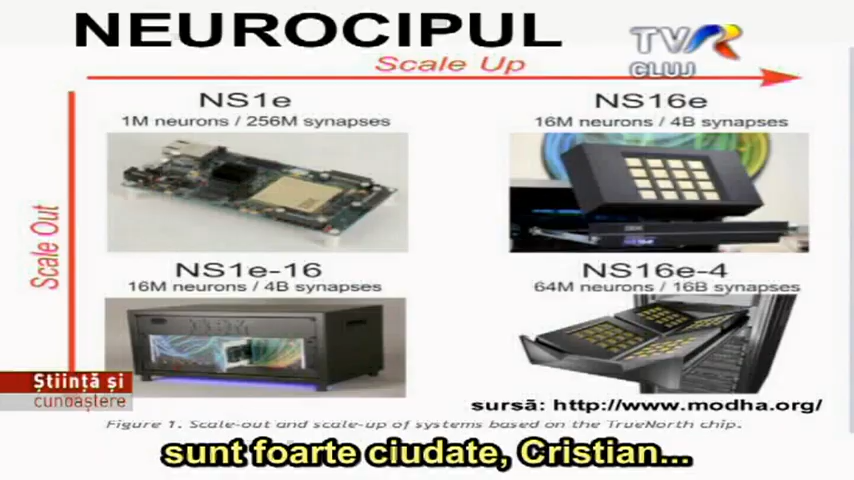 NEUROCIPUL
TVR
CLUJ
Scale Up
NS1e
1M neurons / 256M synapses
NS16e
16M neurons / 4B synapses
Scale Out
IBM
NS1e-16
16M neurons / 4B synapses
NS16e-4
64M neurons / 16B synapses
IBM
Știință și
cunoaștere
sursă: http://www.modha.org/
Figure 1. Scale-out and scale-up of systems based on the TrueNorth chip.
sunt foarte ciudate, Cristian...